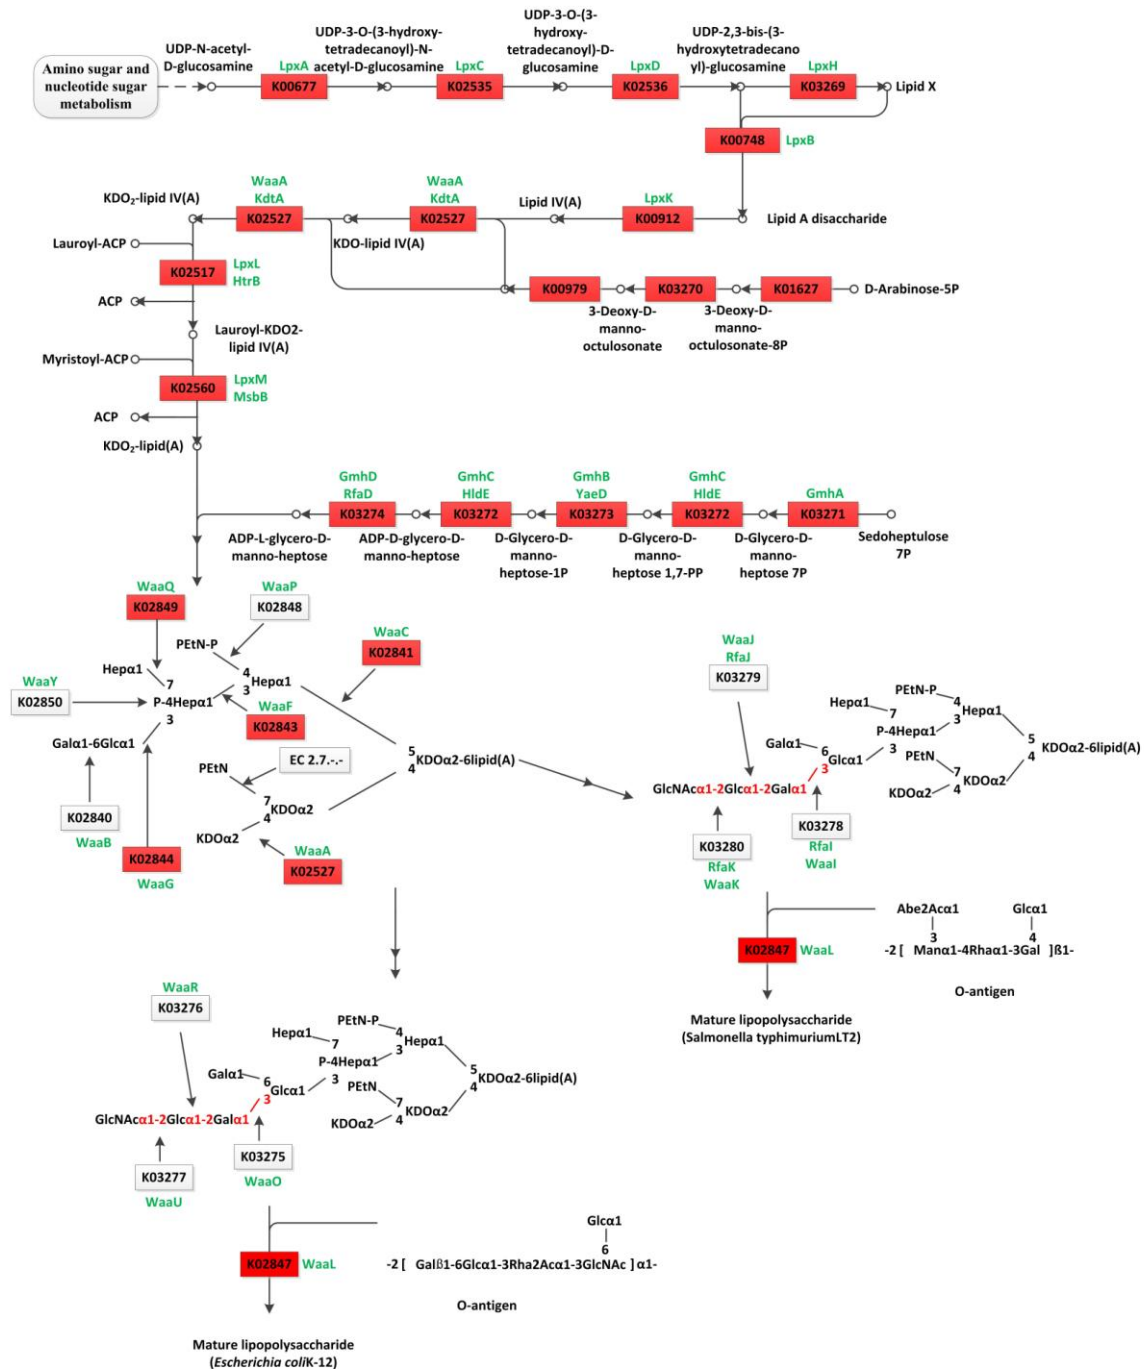 UDP-N-acetyl-
D-glucosamine
UDP-3-O-(3-hydroxy-
tetradecanoyl)-N-
acetyl-D-glucosamine
UDP-3-O-(3-
hydroxy-
tetradecanoyl)-D-
glucosamine
UDP-2,3-bis-(3-
hydroxytetradecano
yl)-glucosamine
Amino sugar and
nucleotide sugar
metabolism
LpxA
K00677
LpxC
K02535
LpxD
K02536
LpxH
K03269
Lipid X
K00748
LpxB
KDO₂-lipid IV(A)
WaaA
KdtA
K02527
WaaA
KdtA
K02527
KDO-lipid IV(A)
Lipid IV(A)
LpxK
K00912
Lipid A disaccharide
Lauroyl-ACP
K02517
LpxL
HtrB
ACP
K00979
K03270
K01627
D-Arabinose-5P
3-Deoxy-D-
manno-
octulosonate
3-Deoxy-D-
manno-
octulosonate-8P
Lauroyl-KDO2-
lipid IV(A)
Myristoyl-ACP
K02560
LpxM
MsbB
ACP
KDO₂-lipid(A)
GmhD
RfaD
K03274
GmhC
HldE
K03272
GmhB
YaeD
K03273
GmhC
HldE
K03272
GmhA
K03271
ADP-L-glycero-D-
manno-heptose
ADP-D-glycero-D-
manno-heptose
D-Glycero-D-
manno-
heptose-1P
D-Glycero-D-
manno-
heptose 1,7-PP
D-Glycero-D-
manno-
heptose 7P
Sedoheptulose
7P
WaaQ
K02849
WaaP
K02848
WaaC
K02841
PEtN-P
4
3
Hepα1
Hepα1
7
WaaY
K02850
P-4Hepα1
3
WaaF
K02843
Galα1-6Glcα1
EC 2.7.-.-
PEtN
5
4
KDOα2-6lipid(A)
7
4
KDOα2
KDOα2
K02840
WaaB
K02844
WaaG
WaaA
K02527
WaaJ
RfaJ
K03279
PEtN-P
4
3
Hepα1
Hepα1
7
P-4Hepα1
3
Galα1
6
3
Glcα1
PEtN
7
4
KDOα2
KDOα2
5
4
KDOα2-6lipid(A)
GlcNAcα1-2Glcα1-2Galα1
K03280
RfaK
WaaK
K03278
RfaI
WaaI
Abe2Acα1
3
Glcα1
4
K02847
WaaL
-2 [ Manα1-4Rhaα1-3Gal ]ß1-
O-antigen
Mature lipopolysaccharide
(Salmonella typhimuriumLT2)
WaaR
K03276
Hepα1
7
PEtN-P
4
3
Hepα1
P-4Hepα1
3
Galα1
6
3
Glcα1
PEtN
7
4
KDOα2
KDOα2
5
4
KDOα2-6lipid(A)
GlcNAcα1-2Glcα1-2Galα1
K03277
WaaU
K03275
WaaO
Glcα1
6
K02847
WaaL
-2 [ Galß1-6Glcα1-3Rha2Acα1-3GlcNAc ] α1-
O-antigen
Mature lipopolysaccharide
(Escherichia coliK-12)